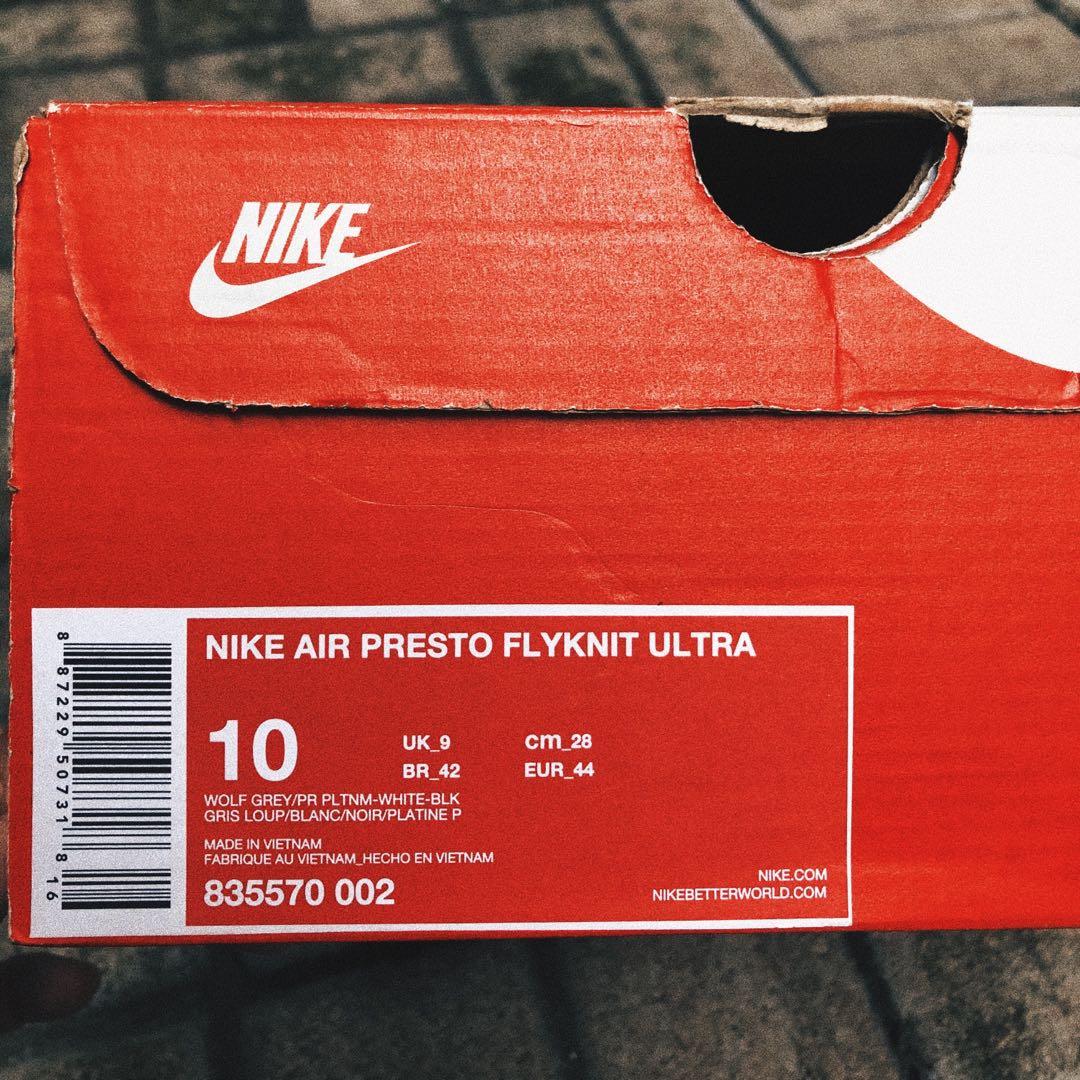 NIKE
NIKE AIR PRESTO FLYKNIT ULTRA
10
UK_9 cm_28
BR_42 EUR_44
WOLF GREY/PR PLTNM-WHITE-BLK
GRIS LOUP/BLANC/NOIR/PLATINE P
MADE IN VIETNAM
FABRIQUE AU VIETNAM_HECHO EN VIETNAM
835570 002
NIKE.COM
NIKEBETTERWORLD.COM
8 87229 50731 8 16